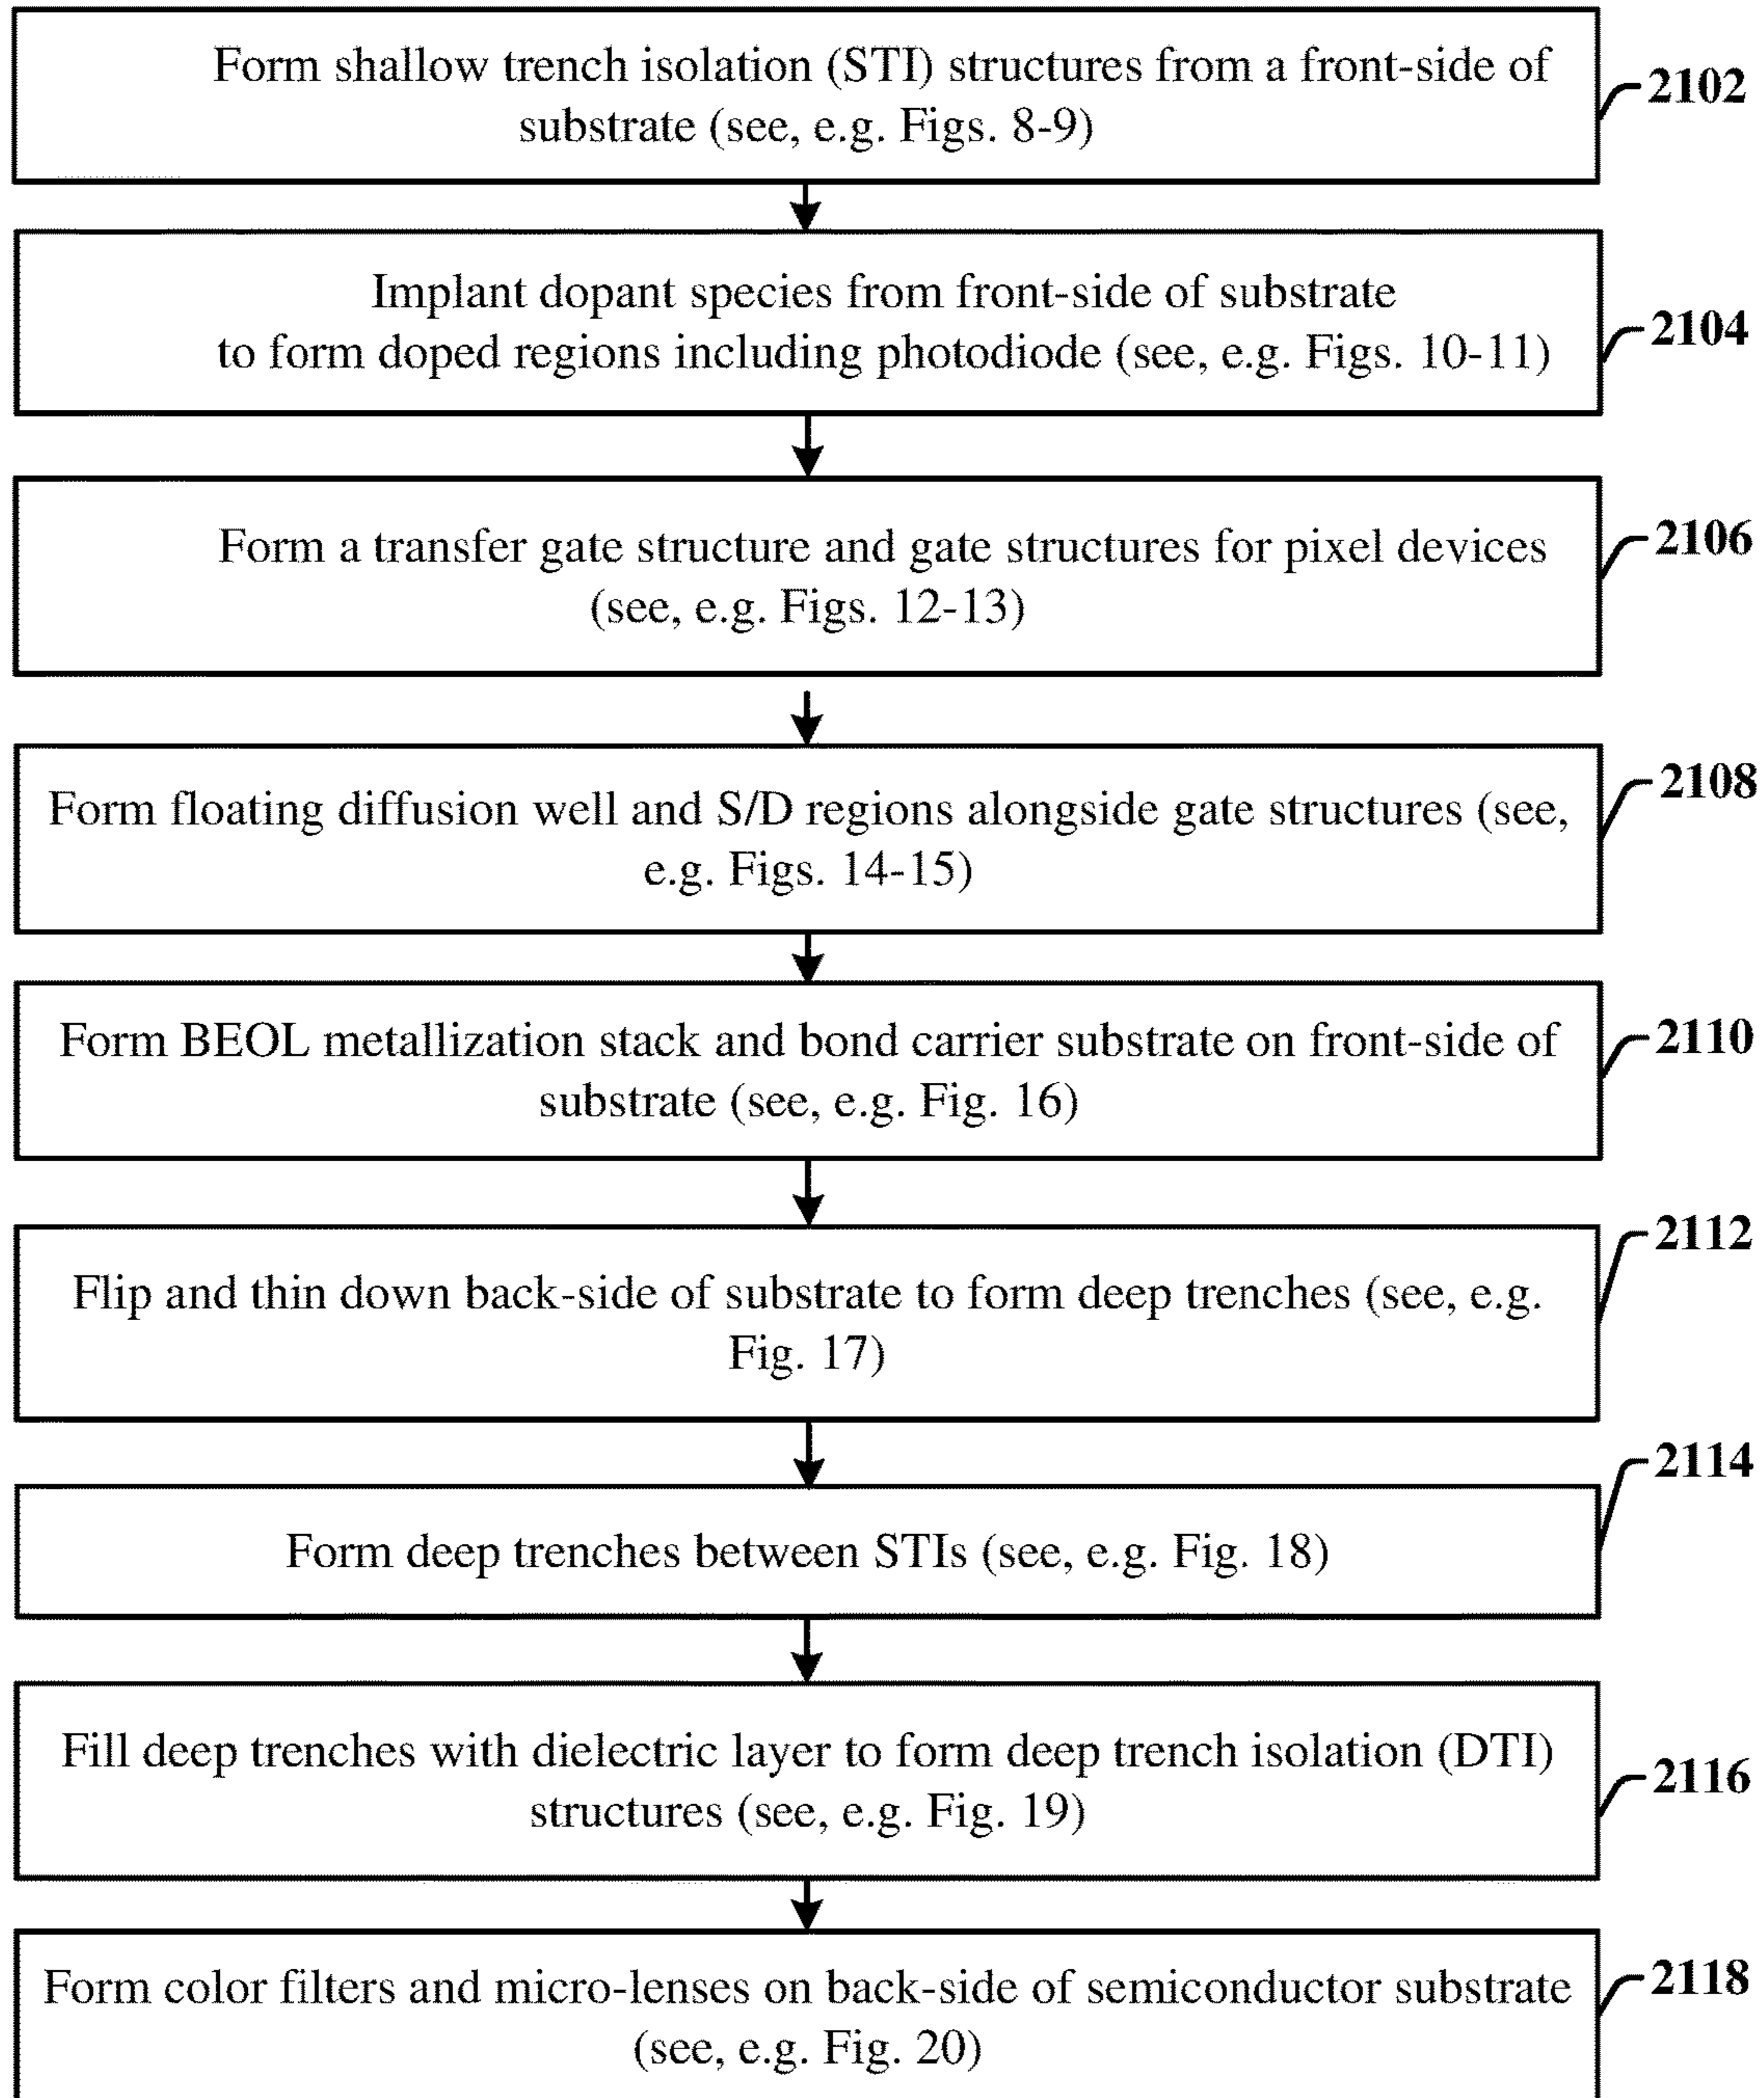 Form shallow trench isolation (STI) structures from a front-side of
substrate (see, e.g. Figs. 8-9)
2102
Implant dopant species from front-side of substrate
to form doped regions including photodiode (see, e.g. Figs. 10-11)
2104
Form a transfer gate structure and gate structures for pixel devices
(see, e.g. Figs. 12-13)
2106
Form floating diffusion well and S/D regions alongside gate structures (see,
e.g. Figs. 14-15)
2108
Form BEOL metallization stack and bond carrier substrate on front-side of
substrate (see, e.g. Fig. 16)
2110
Flip and thin down back-side of substrate to form deep trenches (see, e.g.
Fig. 17)
2112
Form deep trenches between STIs (see, e.g. Fig. 18)
2114
Fill deep trenches with dielectric layer to form deep trench isolation (DTI)
structures (see, e.g. Fig. 19)
2116
Form color filters and micro-lenses on back-side of semiconductor substrate
(see, e.g. Fig. 20)
2118